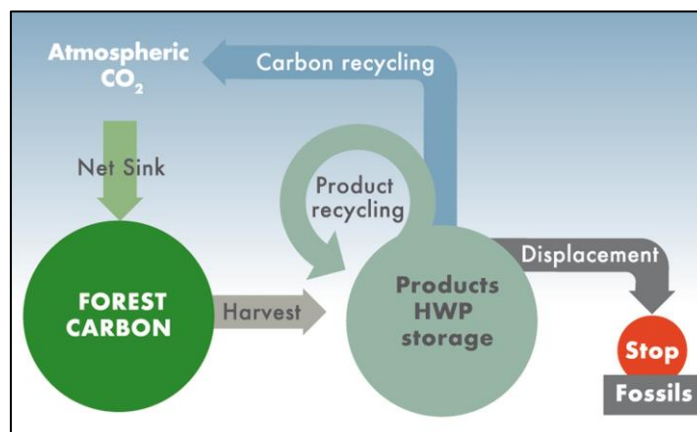 Atmospheric
CO₂
Carbon recycling
Net Sink
Product
recycling
FOREST
CARBON
Harvest
Products
HWP
storage
Displacement
Stop
Fossils